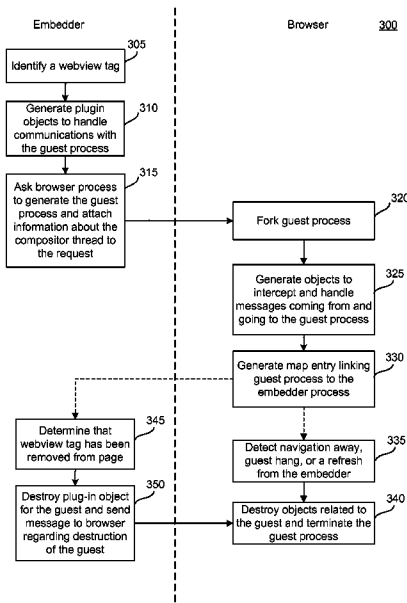 Embedder
Browser
300
305
Identify a webview tag
310
Generate plugin
objects to handle
communications with
the guest process
315
Ask browser process
to generate the guest
process and attach
information about the
compositor thread to
the request
320
Fork guest process
325
Generate objects to
intercept and handle
messages coming from and
going to the guest process
330
Generate map entry linking
guest process to the
embedder process
345
Determine that
webview tag has been
removed from page
335
Detect navigation away,
guest hang, or a refresh
from the embedder
350
Destroy plug-in object
for the guest and send
message to browser
regarding destruction
of the guest
340
Destroy objects related to
the guest and terminate the
guest process